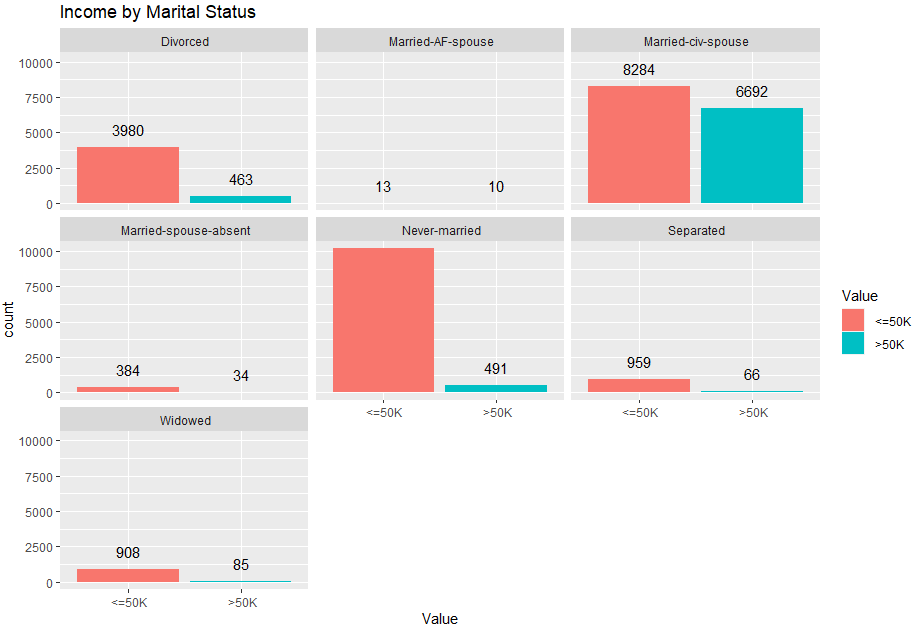 Income by Marital Status
Divorced
Married-AF-spouse
Married-civ-spouse
10000
7500
5000
2500
0
3980
463
13
10
8284
6692
Married-spouse-absent
Never-married
Separated
10000
7500
5000
2500
0
384
34
491
959
66
<=50K
>50K
<=50K
>50K
Widowed
10000
7500
5000
2500
0
908
85
<=50K
>50K
Value
count
Value
<=50K
>50K